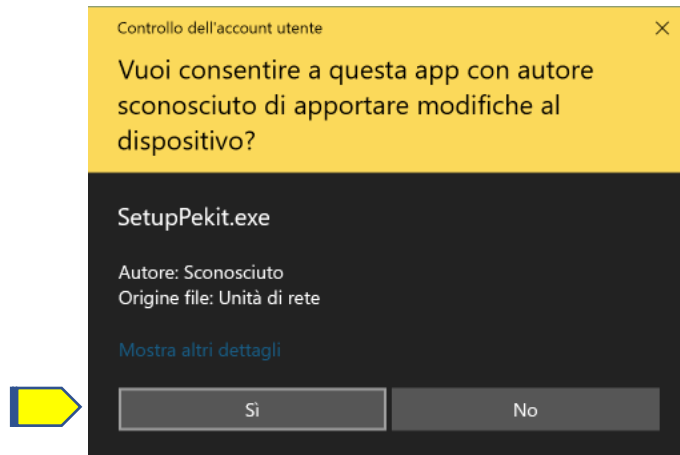 Controllo dell'account utente
Vuoi consentire a questa app con autore
sconosciuto di apportare modifiche al
dispositivo?
SetupPekit.exe
Autore: Sconosciuto
Origine file: Unità di rete
Mostra altri dettagli
Sì
No